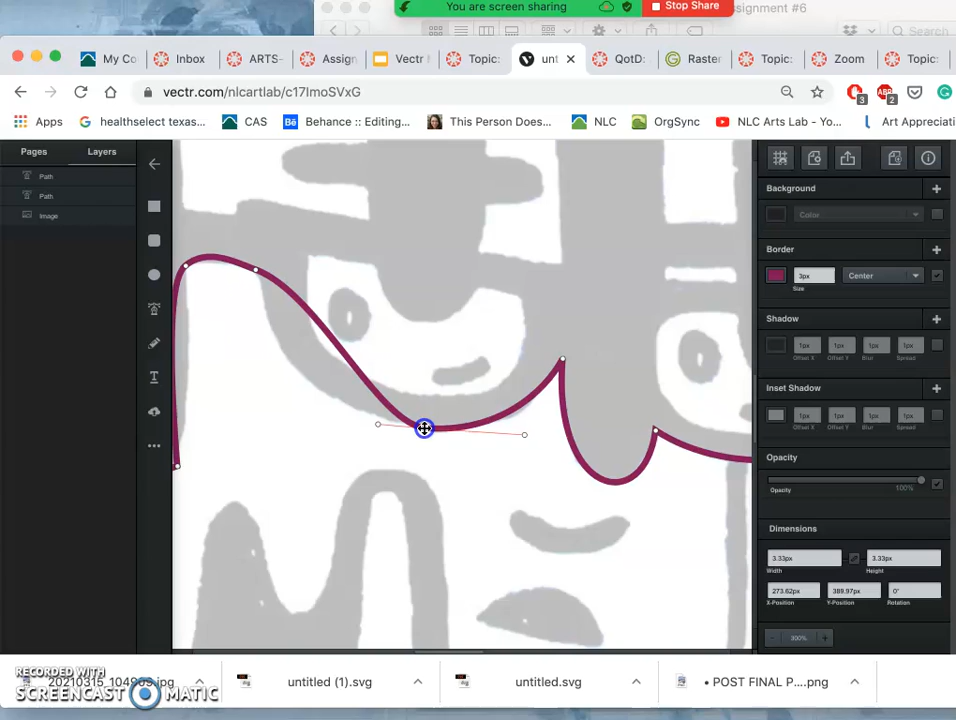 You are screen sharing
Stop Share
ssignment #6
Search
My Co
Inbox
ARTS-
Assign
Vectr
Topic:
unt
QotD:
Raster
Topic:
Zoom
Topic:
vectr.com/nlcartlab/c17lmoSVxG
3
2
Apps
healthselect texas...
CAS
Behance :: Editing...
This Person Does...
NLC
OrgSync
NLC Arts Lab - Yo...
Art Appreciati
Pages
Layers
Path
Path
Image
Background
Color
Border
3px
Center
Size
Shadow
1px
1px
1px
1px
Offset X
Offset Y
Blur
Spread
Inset Shadow
1px
1px
1px
1px
Offset X
Offset Y
Blur
Spread
Opacity
Opacity
100%
Dimensions
3.33px
3.33px
Width
Height
273.62px
389.97px
0°
X-Position
Y-Position
Rotation
- 300% +
RECORDED WITH
SCREENCAST MATIC
untitled (1).svg
untitled.svg
• POST FINAL P....png